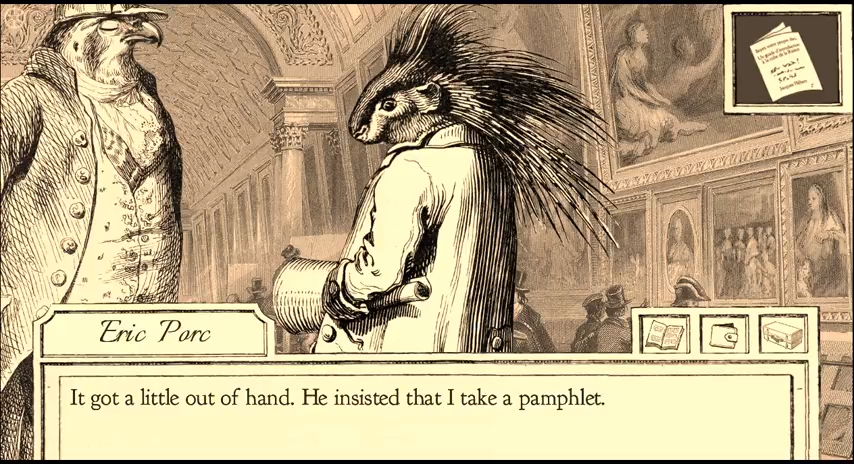 Eric Porc
It got a little out of hand. He insisted that I take a pamphlet.